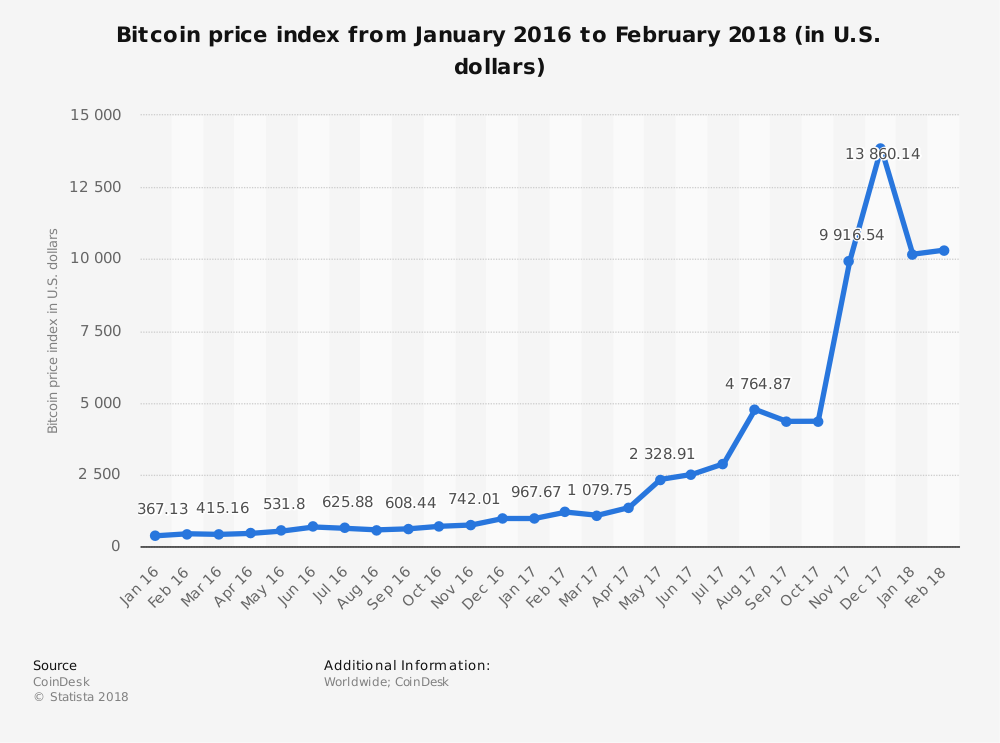 Bitcoin price index from January 2016 to February 2018 (in U.S.
dollars)
Bitcoin price index in U.S. dollars
15 000
12 500
10 000
7 500
5 000
2 500
0
367.13
415.16
531.8
625.88
608.44
742.01
967.67
1 079.75
2 328.91
4 764.87
9 916.54
13 860.14
Jan 16
Feb 16
Mar 16
Apr 16
May 16
Jun 16
Jul 16
Aug 16
Sep 16
Oct 16
Nov 16
Dec 16
Jan 17
Feb 17
Mar 17
Apr 17
May 17
Jun 17
Jul 17
Aug 17
Sep 17
Oct 17
Nov 17
Dec 17
Jan 18
Feb 18
Source
CoinDesk
© Statista 2018
Additional Information:
Worldwide; CoinDesk